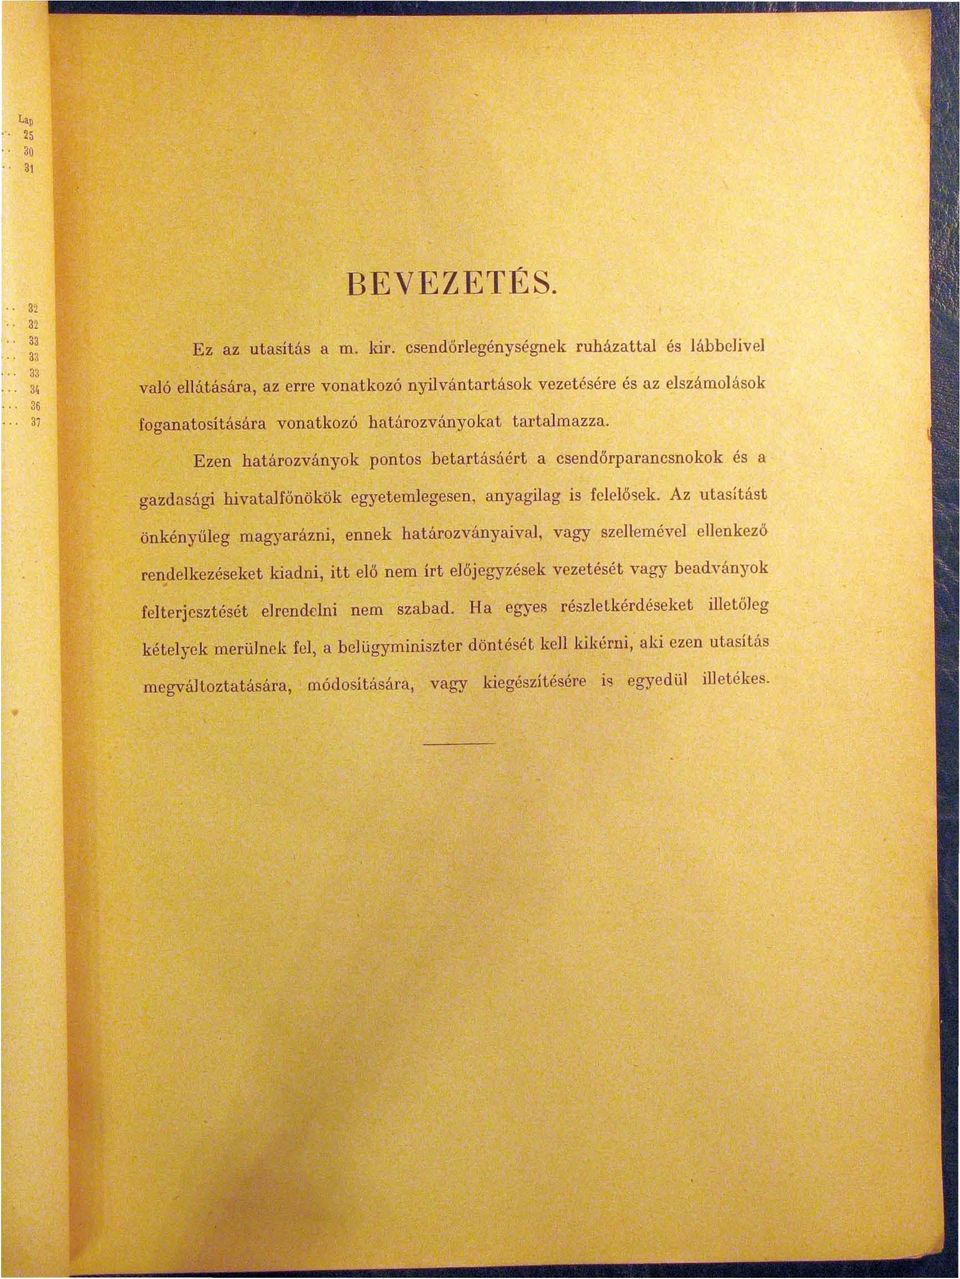 Lap
25
30
31
32
32
33
33
33
34
36
37
BEVEZETÉS.
Ez az utasítás a m. kir. csendőrlegénységnek ruházattal és lábbelivel
való ellátására, az erre vonatkozó nyilvántartások vezetésére és az elszámolások
foganatosítására vonatkozó határozványokat tartalmazza.
Ezen határozványok pontos betartásáért a csendőrparancsnokok és a
gazdasági hivatalfőnökök egyetemlegesen, anyagilag is felelősek. Az utasítást
önkényűleg magyarázni, ennek határozványaival, vagy szellemével ellenkező
rendelkezéseket kiadni, itt elő nem írt előjegyzések vezetését vagy beadványok
felterjesztését elrendelni nem szabad. Ha egyes részletkérdéseket illetőleg
kételyek merülnek fel, a belügyminiszter döntését kell kikérni, aki ezen utasítás
megváltoztatására, módosítására, vagy kiegészítésére is egyedül illetékes.